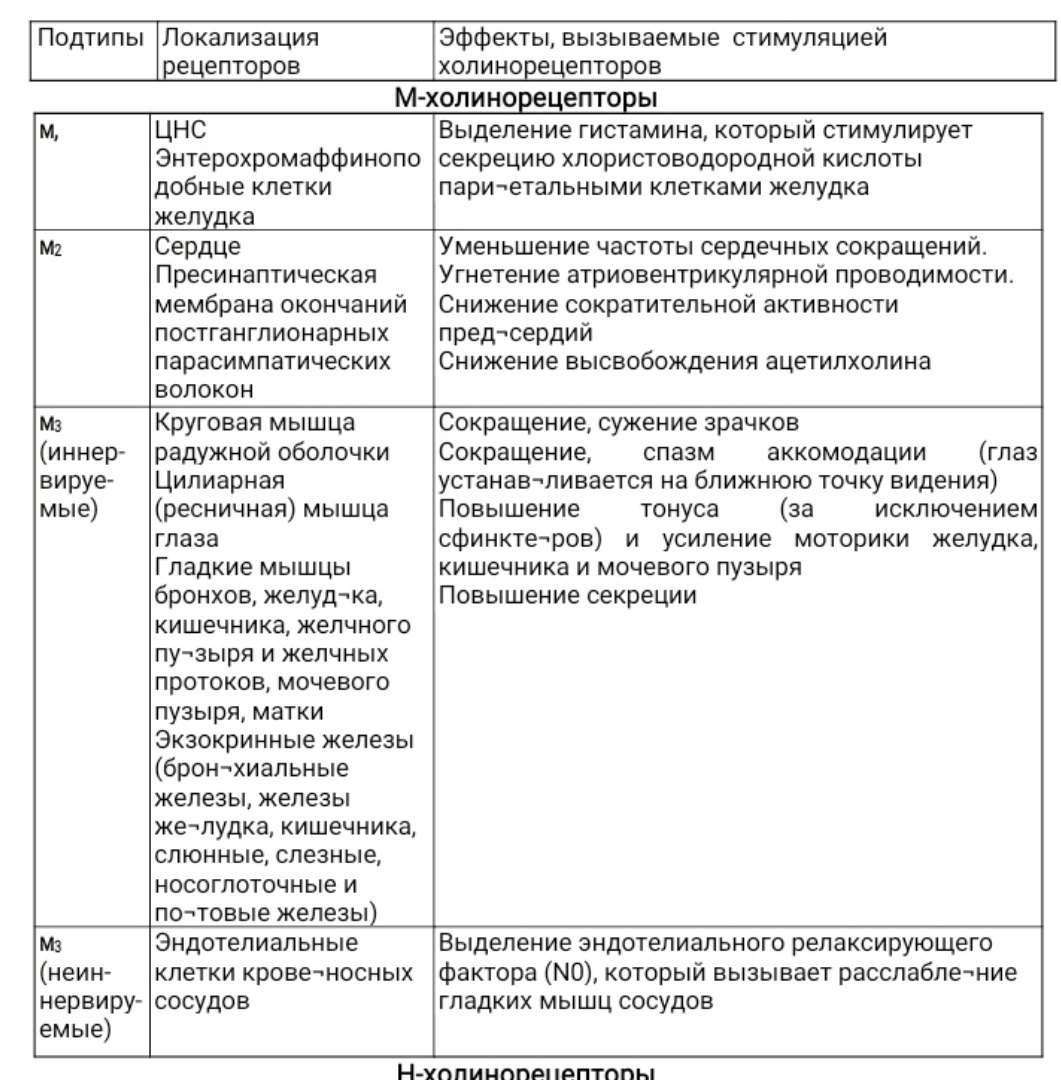 Подтипы
Локализация
рецепторов
Эффекты, вызываемые стимуляцией
холинорецепторов
М-холинорецепторы
м,
ЦНС
Энтерохромаффинопо
добные клетки
желудка
Выделение гистамина, который стимулирует
секрецию хлористоводородной кислоты
пари¬етальными клетками желудка
м2
Сердце
Пресинаптическая
мембрана окончаний
постганглионарных
парасимпатических
волокон
Уменьшение частоты сердечных сокращений.
Угнетение атриовентрикулярной проводимости.
Снижение сократительной активности
пред¬сердий
Снижение высвобождения ацетилхолина
м3
(иннер-
вируе-
мые)
Круговая мышца
радужной оболочки
Цилиарная
(ресничная) мышца
глаза
Гладкие мышцы
бронхов, желуд¬ка,
кишечника, желчного
пу¬зыря и желчных
протоков, мочевого
пузыря, матки
Экзокринные железы
(брон¬хиальные
железы, железы
же¬лудка, кишечника,
слюнные, слезные,
носоглоточные и
по¬товые железы)
Сокращение, сужение зрачков
Сокращение, спазм аккомодации (глаз
устанав¬ливается на ближнюю точку видения)
Повышение тонуса (за исключением
сфинкте¬ров) и усиление моторики желудка,
кишечника и мочевого пузыря
Повышение секреции
м3
(неин-
нервиру-
емые)
Эндотелиальные
клетки крове¬носных
сосудов
Выделение эндотелиального релаксирующего
фактора (N0), который вызывает расслабле¬ние
гладких мышц сосудов
Н-холинорецепторы